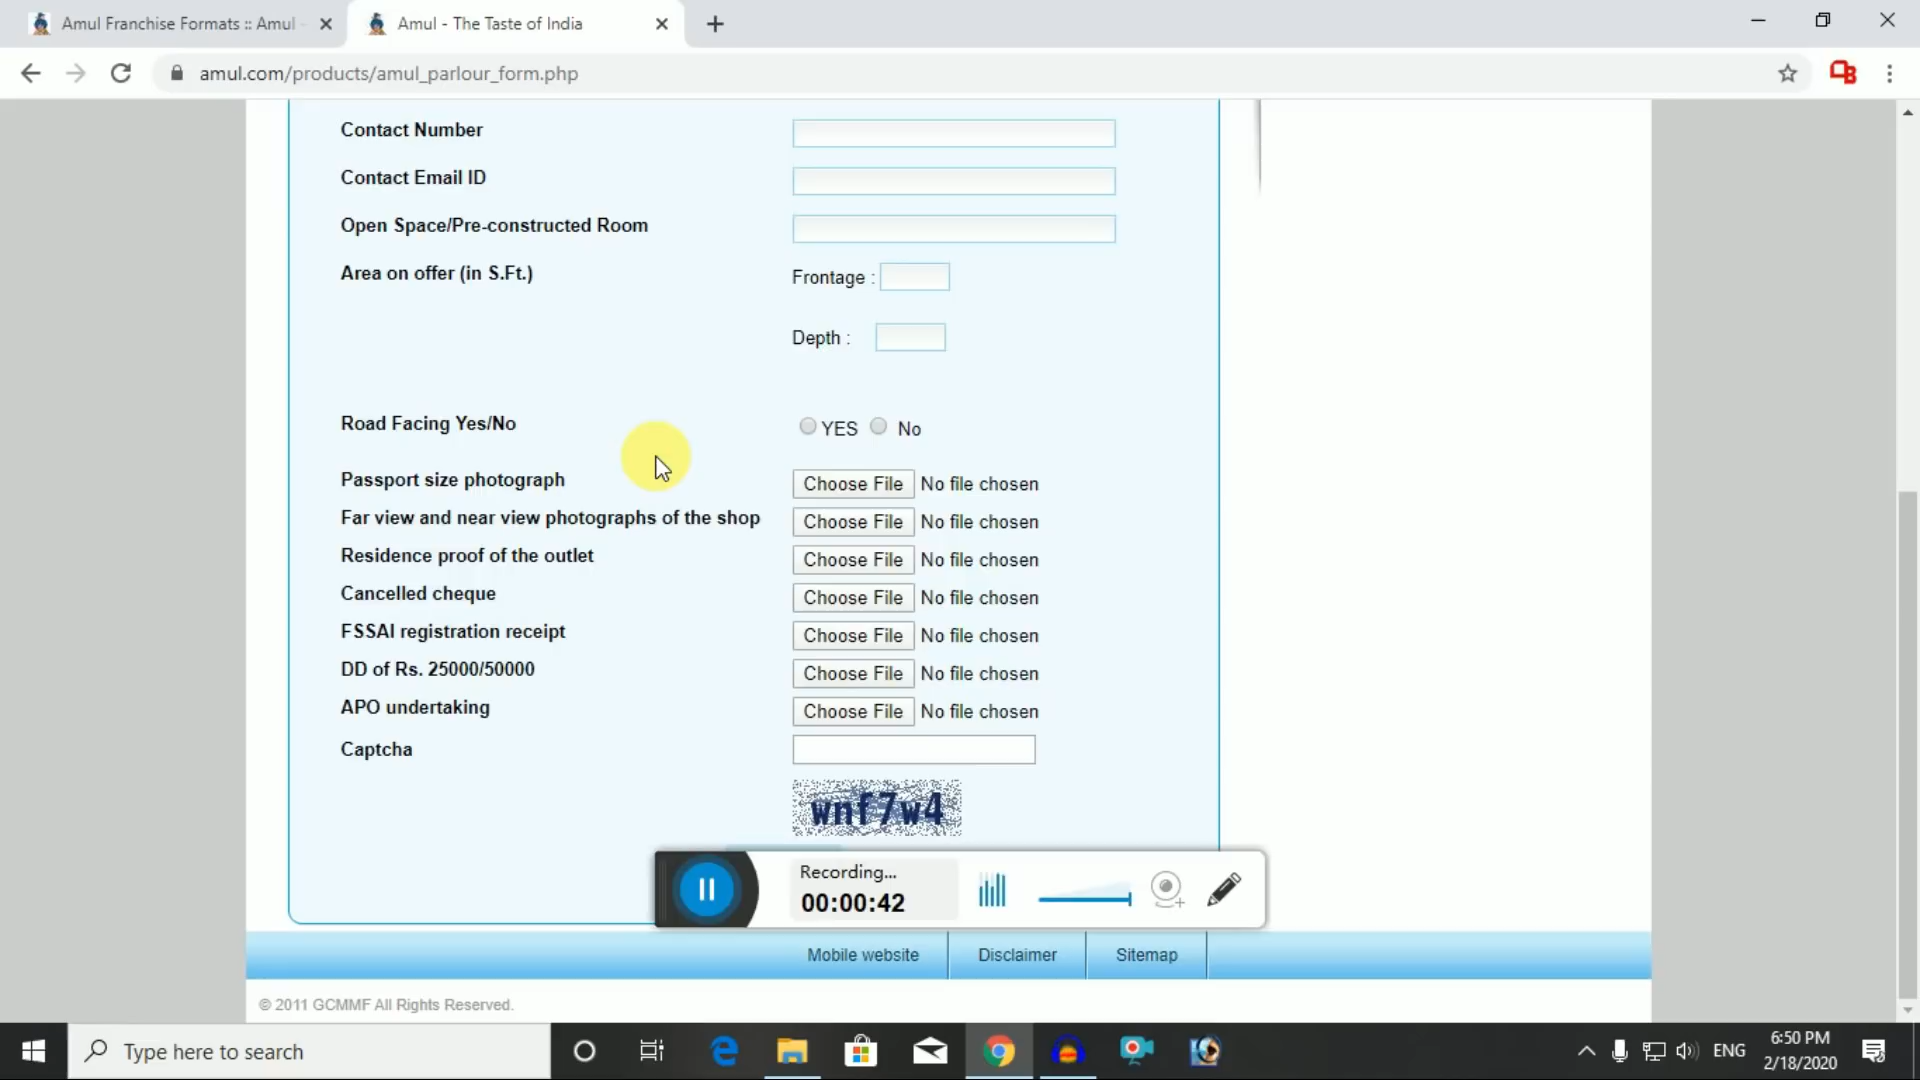 Amul Franchise Formats :: Amul -
Amul - The Taste of India
amul.com/products/amul_parlour_form.php
Contact Number
Contact Email ID
Open Space/Pre-constructed Room
Area on offer (in S.Ft.)
Frontage :
Depth :
Road Facing Yes/No
YES No
Passport size photograph
Choose File No file chosen
Far view and near view photographs of the shop
Choose File No file chosen
Residence proof of the outlet
Choose File No file chosen
Cancelled cheque
Choose File No file chosen
FSSAI registration receipt
Choose File No file chosen
DD of Rs. 25000/50000
Choose File No file chosen
APO undertaking
Choose File No file chosen
Captcha
wnf7w4
Recording...
00:00:42
Mobile website
Disclaimer
Sitemap
© 2011 GCMMF All Rights Reserved.
Type here to search
ENG
6:50 PM
2/18/2020